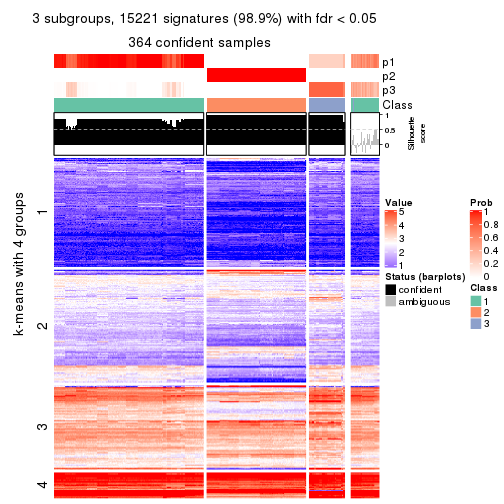 3 subgroups, 15221 signatures (98.9%) with fdr < 0.05
364 confident samples
p1
p2
p3
Class
1
0.5
0
Silhouette
score
k-means with 4 groups
1
2
3
4
Value
5
4
3
2
1
Status (barplots)
confident
ambiguous
Prob
1
0.8
0.6
0.4
0.2
0
Class
1
2
3